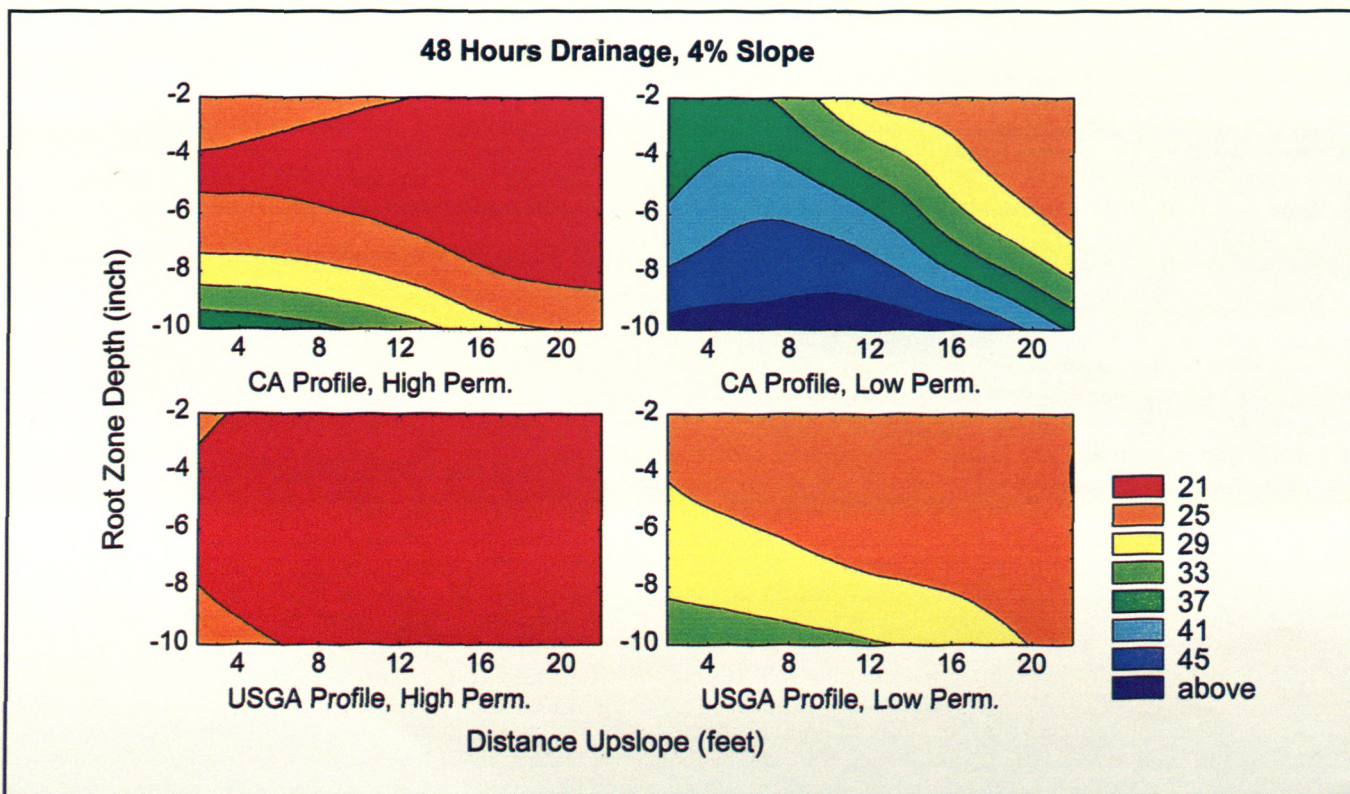 48 Hours Drainage, 4% Slope
Root Zone Depth (inch)
-2
-4
-6
-8
-10
4 8 12 16 20
CA Profile, High Perm.
-2
-4
-6
-8
-10
4 8 12 16 20
CA Profile, Low Perm.
-2
-4
-6
-8
-10
4 8 12 16 20
USGA Profile, High Perm.
-2
-4
-6
-8
-10
4 8 12 16 20
USGA Profile, Low Perm.
Distance Upslope (feet)
21
25
29
33
37
41
45
above